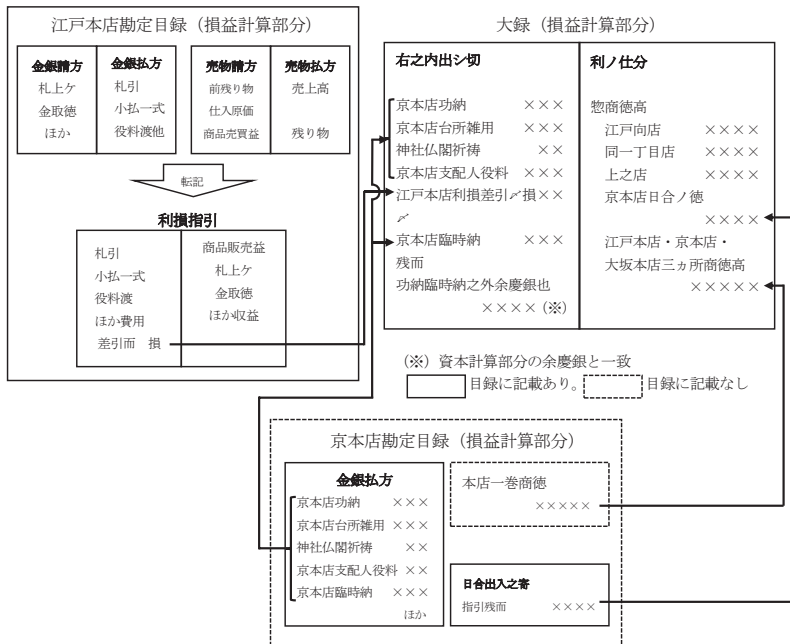 江戸本店勘定目録（損益計算部分）
金銀請方
札上ケ
金取徳
ほか
金銀払方
札引
小払一式
役料渡他
売物請方
前残り物
仕入原価
商品売買益
売物払方
売上高
残り物
転記
利損指引
札引
小払一式
役料渡
ほか費用
差引而　損
商品販売益
札上ケ
金取徳
ほか収益
大録（損益計算部分）
右之内出シ切
京本店功納　×××
京本店台所雑用　×××
神社仏閣祈祷　××
京本店支配人役料　×××
江戸本店利損差引〆損××
〆
京本店臨時納　×××
残而
功納臨時納之外余慶銀也
××××（※）
利ノ仕分
惣商徳高
江戸向店　××××
同一丁目店　××××
上之店　××××
京本店日合ノ徳
××××
江戸本店・京本店・
大坂本店三ヵ所商徳高
×××××
（※）資本計算部分の余慶銀と一致
目録に記載あり。　目録に記載なし
京本店勘定目録（損益計算部分）
金銀払方
京本店功納　×××
京本店台所雑用　×××
神社仏閣祈祷　××
京本店支配人役料　××
京本店臨時納　×××
ほか
本店一巻商徳
×××××
日合出入之寄
指引残而　××××